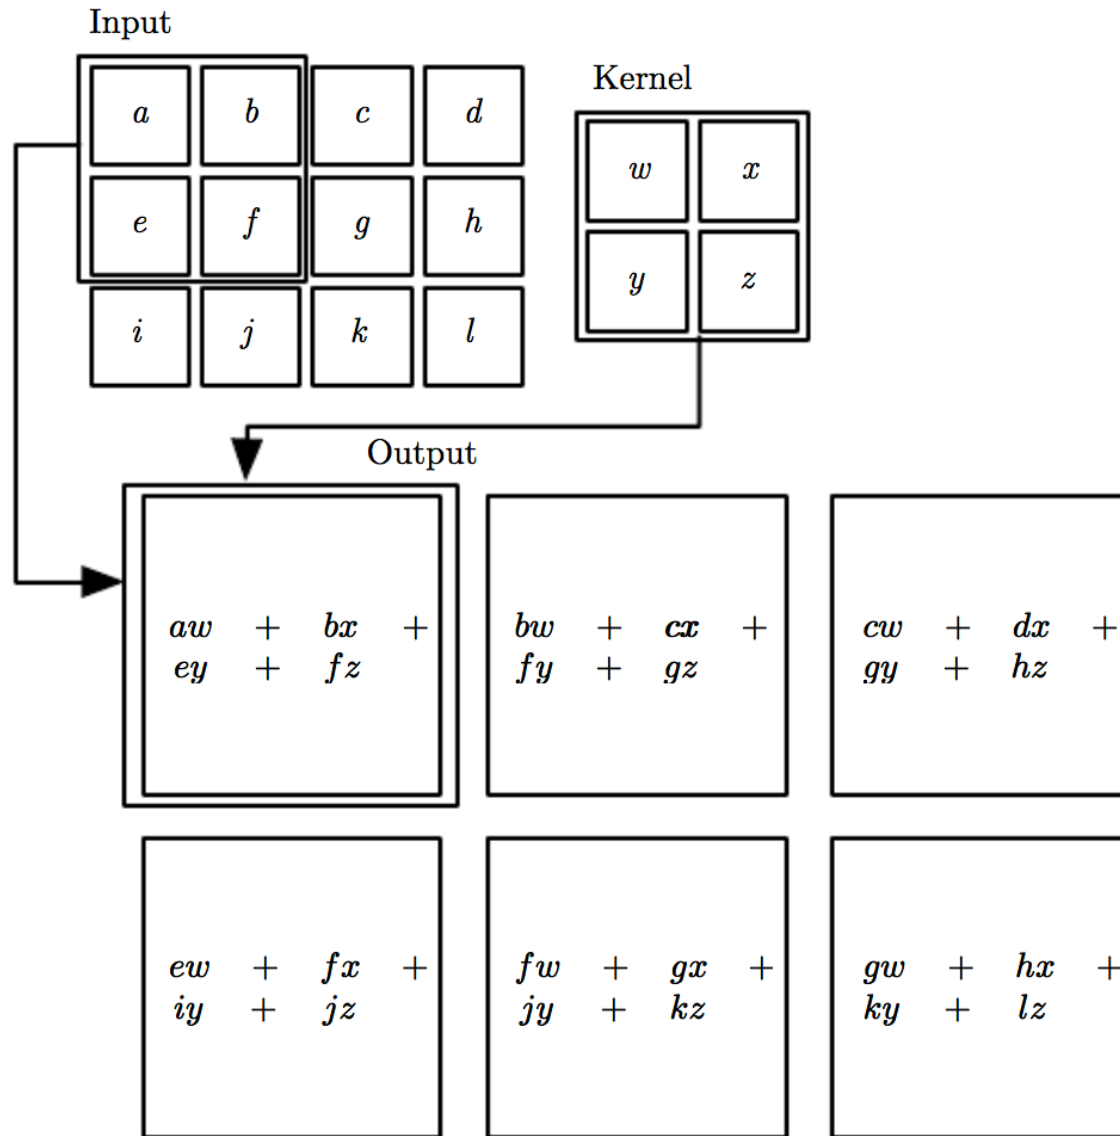 Input
Kernel
a b c d
w x
e f g h
y z
i j k l
Output
aw + bx +
ey + fz
bw + cx +
fy + gz
cw + dx +
gy + hz
ew + fx +
iy + jz
fw + gx +
jy + kz
gw + hx +
ky + lz